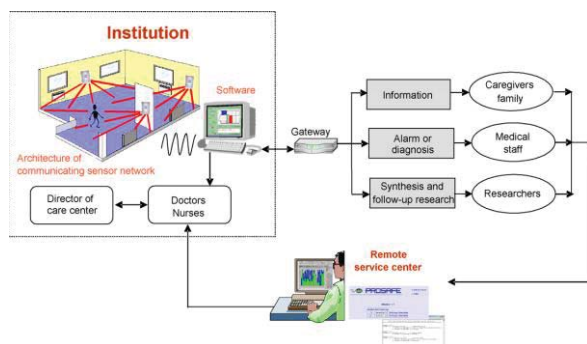 Institution
Software
Architecture of
communicating sensor network
Director of
care center
Doctors
Nurses
Gateway
Information
Caregivers
family
Alarm or
diagnosis
Medical
staff
Synthesis and
follow-up research
Researchers
Remote
service center
PROSAFE